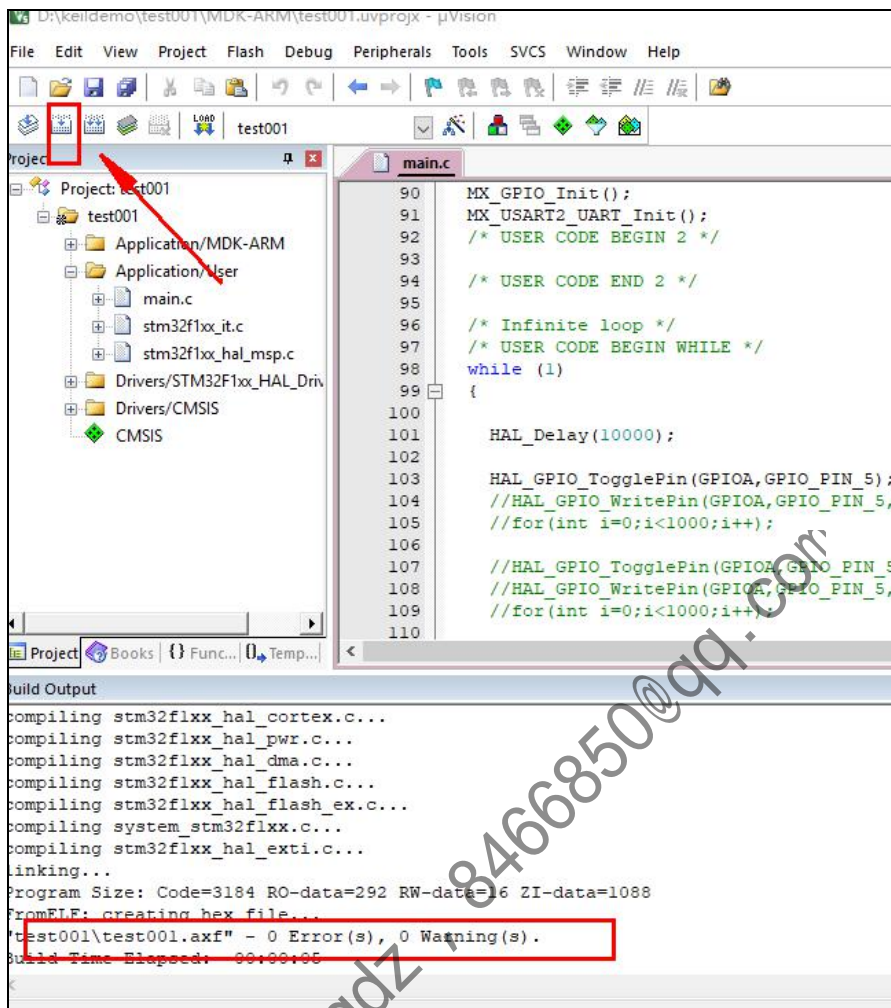 D:\keildemo\test001\MDK-ARM\test001.uvprojx - µVision
File Edit View Project Flash Debug Peripherals Tools SVCS Window Help
LOAD test001
Project
main.c
Project: test001
test001
Application/MDK-ARM
Application/User
main.c
stm32f1xx_it.c
stm32f1xx_hal_msp.c
Drivers/STM32F1xx_HAL_Driv
Drivers/CMSIS
CMSIS
90 MX_GPIO_Init();
91 MX_USART2_UART_Init();
92 /* USER CODE BEGIN 2 */
93
94 /* USER CODE END 2 */
95
96 /* Infinite loop */
97 /* USER CODE BEGIN WHILE */
98 while (1)
99 {
100
101 HAL_Delay(10000);
102
103 HAL_GPIO_TogglePin(GPIOA,GPIO_PIN_5);
104 //HAL_GPIO_WritePin(GPIOA,GPIO_PIN_5,
105 //for(int i=0;i<1000;i++);
106
107 //HAL_GPIO_TogglePin(GPIOA,GPIO_PIN_5
108 //HAL_GPIO_WritePin(GPIOA,GPIO_PIN_5,
109 //for(int i=0;i<1000;i++);
110
Project Books {} Func... 0 Temp...
Build Output
compiling stm32f1xx_hal_cortex.c...
compiling stm32f1xx_hal_pwr.c...
compiling stm32f1xx_hal_dma.c...
compiling stm32f1xx_hal_flash.c...
compiling stm32f1xx_hal_flash_ex.c...
compiling system_stm32f1xx.c...
compiling stm32f1xx_hal_exti.c...
linking...
Program Size: Code=3184 RO-data=292 RW-data=16 ZI-data=1088
FromELF: creating hex file...
"test001\test001.axf" - 0 Error(s), 0 Warning(s).
Build Time Elapsed: 00:00:05
qdz , 8466850@qq.com